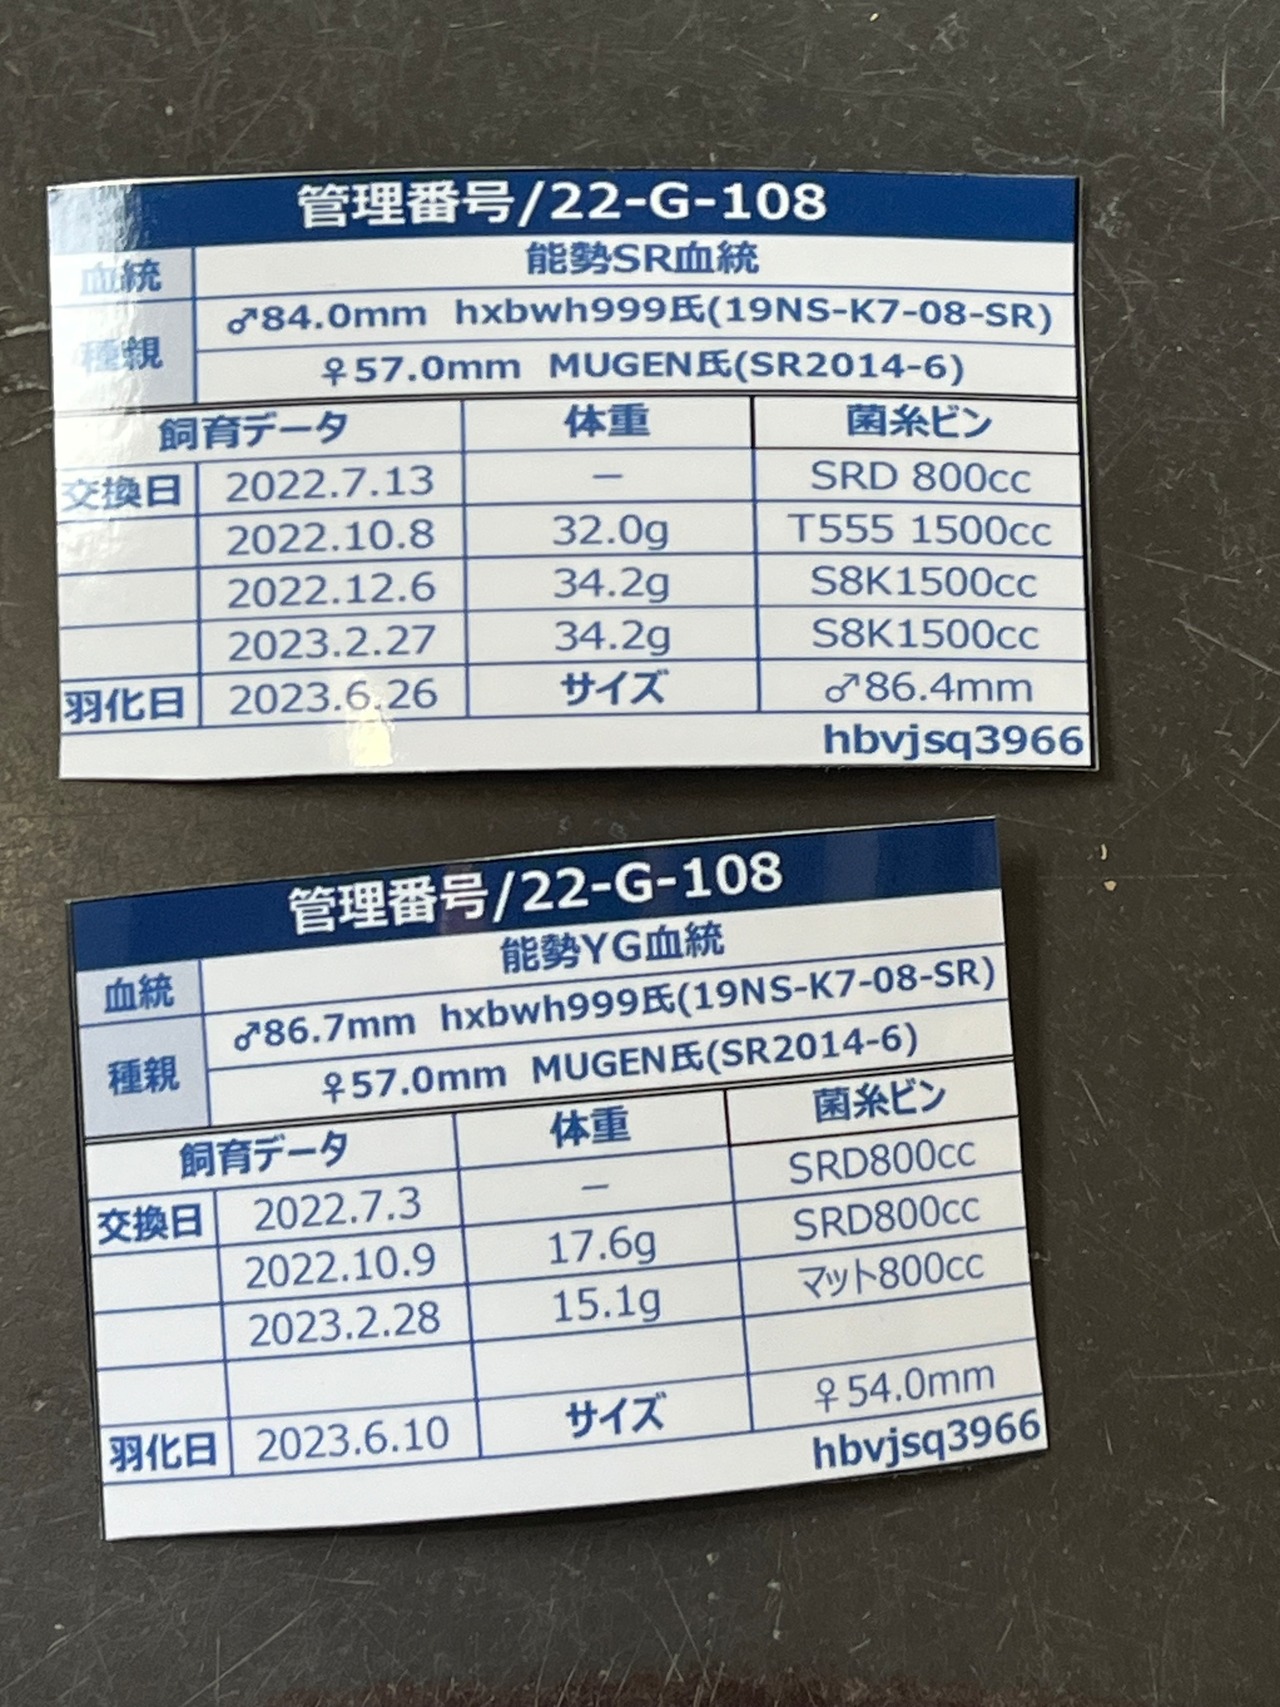 管理番号/22-G-108
血統 能勢SR血統
種親 ♂84.0mm hxbwh999氏(19NS-K7-08-SR)
♀57.0mm MUGEN氏(SR2014-6)
飼育データ 体重 菌糸ビン
交換日 2022.7.13 － SRD 800cc
2022.10.8 32.0g T555 1500cc
2022.12.6 34.2g S8K1500cc
2023.2.27 34.2g S8K1500cc
羽化日 2023.6.26 サイズ ♂86.4mm
hbvjsq3966
管理番号/22-G-108
血統 能勢YG血統
種親 ♂86.7mm hxbwh999氏(19NS-K7-08-SR)
♀57.0mm MUGEN氏(SR2014-6)
飼育データ 体重 菌糸ビン
交換日 2022.7.3 － SRD800cc
2022.10.9 17.6g SRD800cc
2023.2.28 15.1g マット800cc
羽化日 2023.6.10 サイズ ♀54.0mm
hbvjsq3966